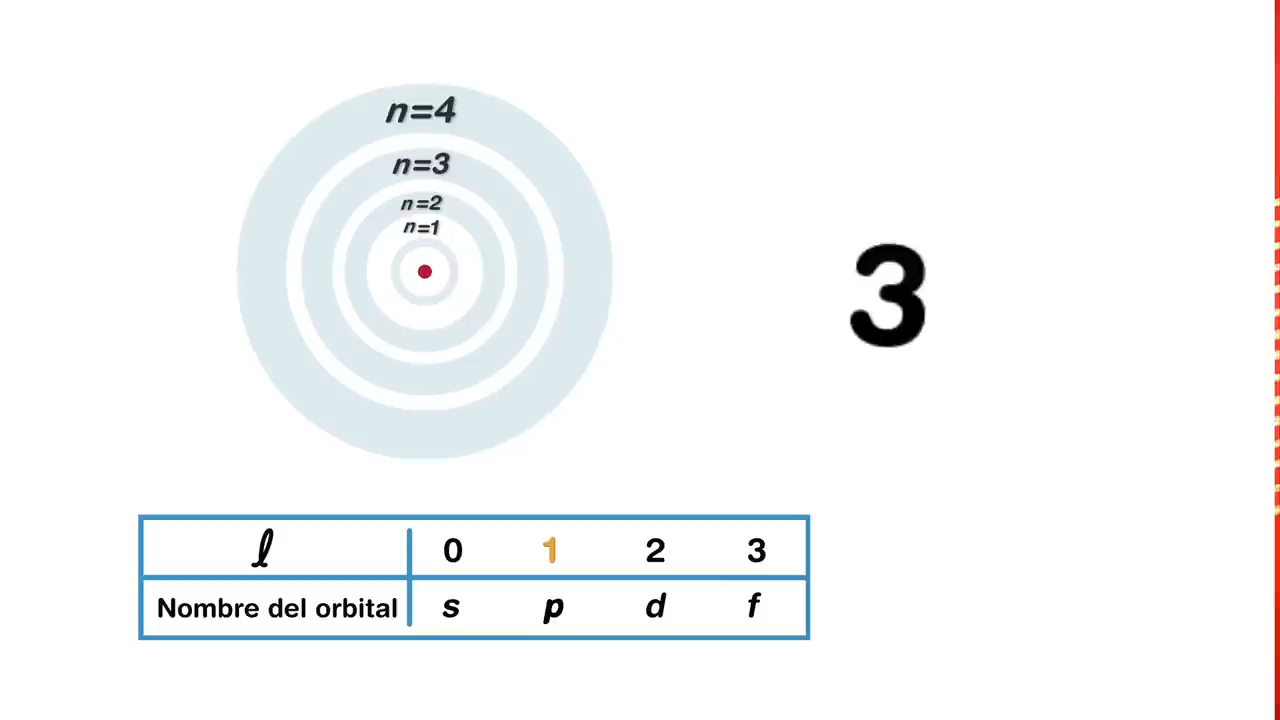 n=4
n=3
n=2
n=1
3
ℓ 0 1 2 3
Nombre del orbital s p d f